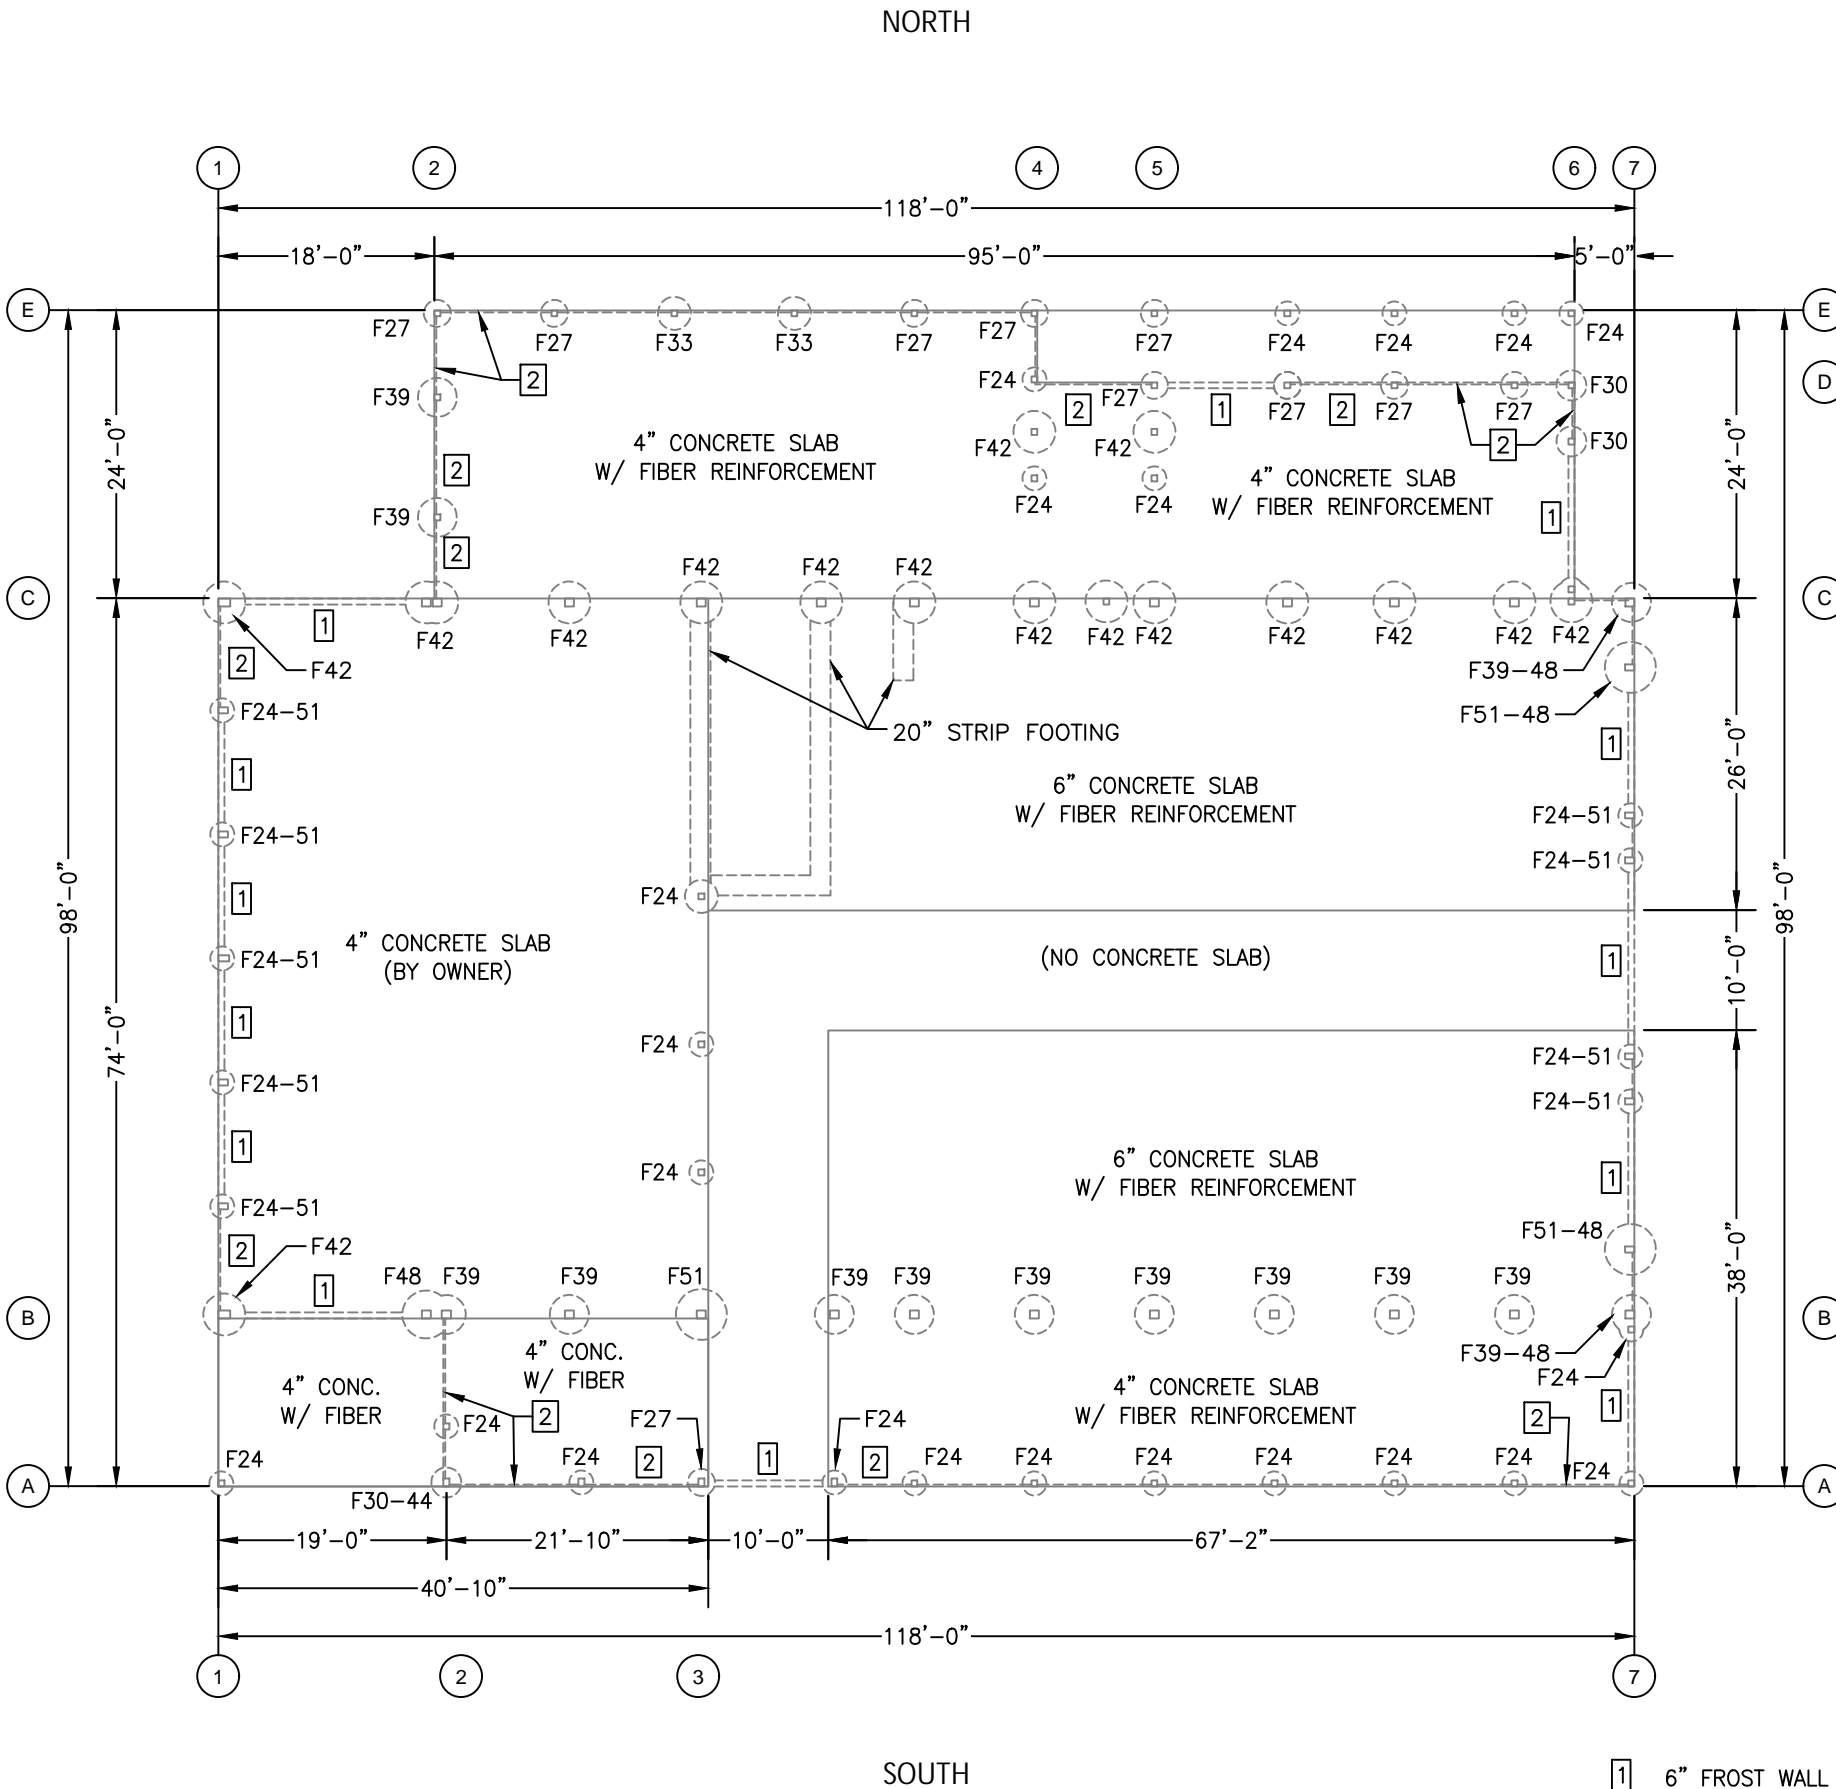 NORTH
1
2
4
5
6
7
118'-0"
18'-0"
95'-0"
5'-0"
E
E
F27
F27
F33
F33
F27
F27
F27
F24
F24
F24
F24
2
F24
F30
D
F39
F27
F27
F27
F27
2
1
2
4" CONCRETE SLAB
W/ FIBER REINFORCEMENT
F42
F42
2
F30
24'-0"
24'-0"
2
F24
F24
4" CONCRETE SLAB
W/ FIBER REINFORCEMENT
F39
1
2
F42
F42
F42
C
C
1
F42
F42
F42
F42
F42
F42
F42
F42
F42
2
F42
F39-48
F24-51
F51-48
20" STRIP FOOTING
1
1
26'-0"
6" CONCRETE SLAB
W/ FIBER REINFORCEMENT
F24-51
F24-51
F24-51
1
F24
98'-0"
98'-0"
4" CONCRETE SLAB
(BY OWNER)
F24-51
(NO CONCRETE SLAB)
1
10'-0"
1
74'-0"
F24
F24-51
F24-51
F24-51
1
F24
6" CONCRETE SLAB
W/ FIBER REINFORCEMENT
1
F24-51
F51-48
2
F42
38'-0"
1
F48
F39
F39
F51
F39
F39
F39
F39
F39
F39
F39
B
B
4" CONC.
W/ FIBER
F39-48
F24
4" CONC.
W/ FIBER
4" CONCRETE SLAB
W/ FIBER REINFORCEMENT
1
F24
2
F27
F24
2
F24
F24
2
1
2
F24
F24
F24
F24
F24
F24
F24
A
A
F30-44
19'-0"
21'-10"
10'-0"
67'-2"
40'-10"
118'-0"
1
2
3
7
SOUTH
1 6" FROST WALL